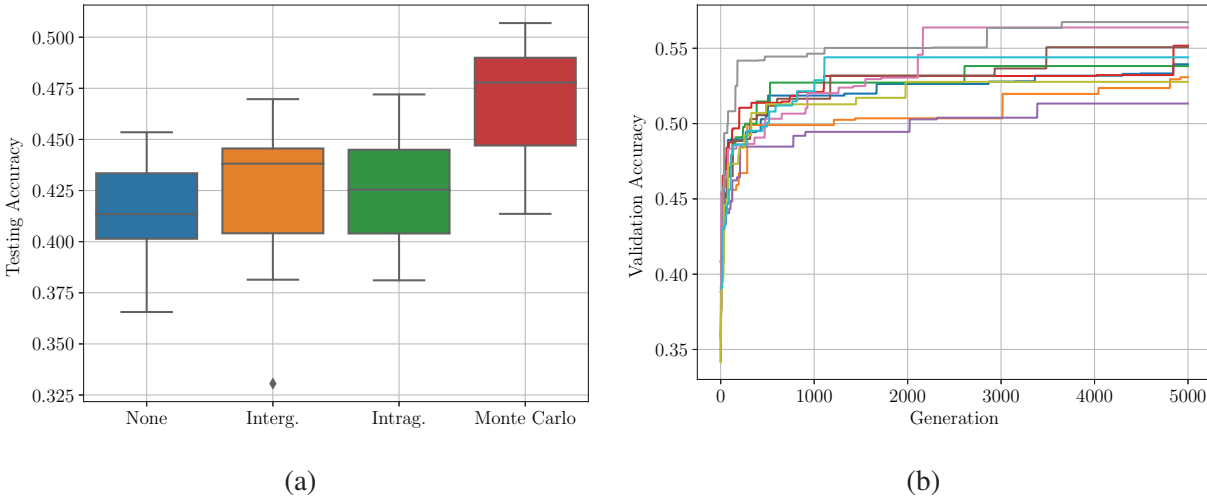 0.500
0.475
0.450
0.425
0.400
0.375
0.350
0.325
Testing Accuracy
None Interg. Intrag. Monte Carlo
(a)
0.55
0.50
0.45
0.40
0.35
Validation Accuracy
0 1000 2000 3000 4000 5000
Generation
(b)